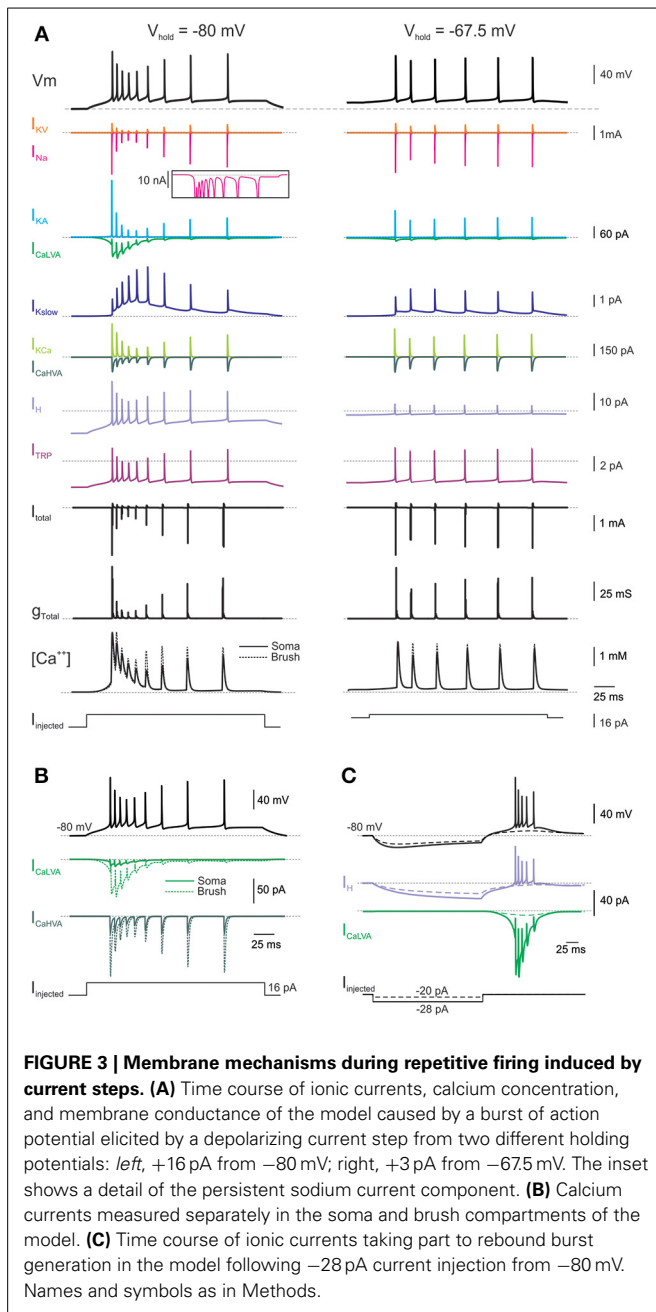 A
V_hold = -80 mV
V_hold = -67.5 mV
Vm
40 mV
I_KV
1mA
I_Na
10 nA
I_KA
60 pA
I_CaLVA
I_Kslow
1 pA
I_KCa
150 pA
I_CaHVA
I_H
10 pA
I_TRP
2 pA
I_total
1 mA
g_Total
25 mS
[Ca++]
Soma
Brush
1 mM
25 ms
I_injected
16 pA
B
-80 mV
40 mV
I_CaLVA
Soma
Brush
50 pA
I_CaHVA
25 ms
I_injected
16 pA
C
-80 mV
40 mV
I_H
40 pA
I_CaLVA
25 ms
I_injected
-20 pA
-28 pA
FIGURE 3 | Membrane mechanisms during repetitive firing induced by
current steps. (A) Time course of ionic currents, calcium concentration,
and membrane conductance of the model caused by a burst of action
potential elicited by a depolarizing current step from two different holding
potentials: left, +16 pA from −80 mV; right, +3 pA from −67.5 mV. The inset
shows a detail of the persistent sodium current component. (B) Calcium
currents measured separately in the soma and brush compartments of the
model. (C) Time course of ionic currents taking part to rebound burst
generation in the model following −28 pA current injection from −80 mV.
Names and symbols as in Methods.